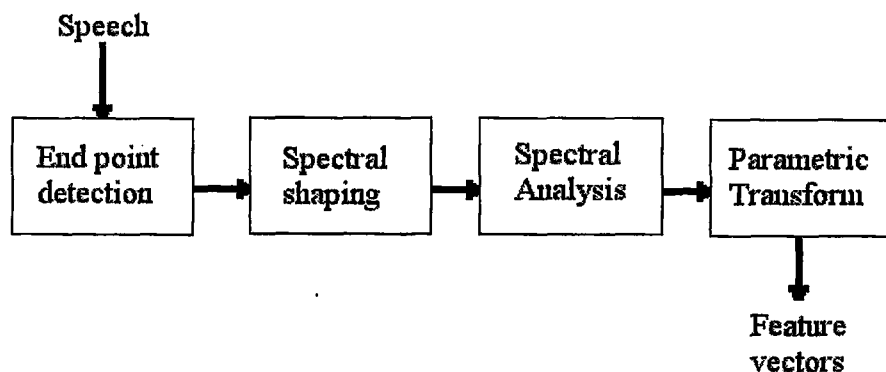 Speech
End point
detection
Spectral
shaping
Spectral
Analysis
Parametric
Transform
Feature
vectors